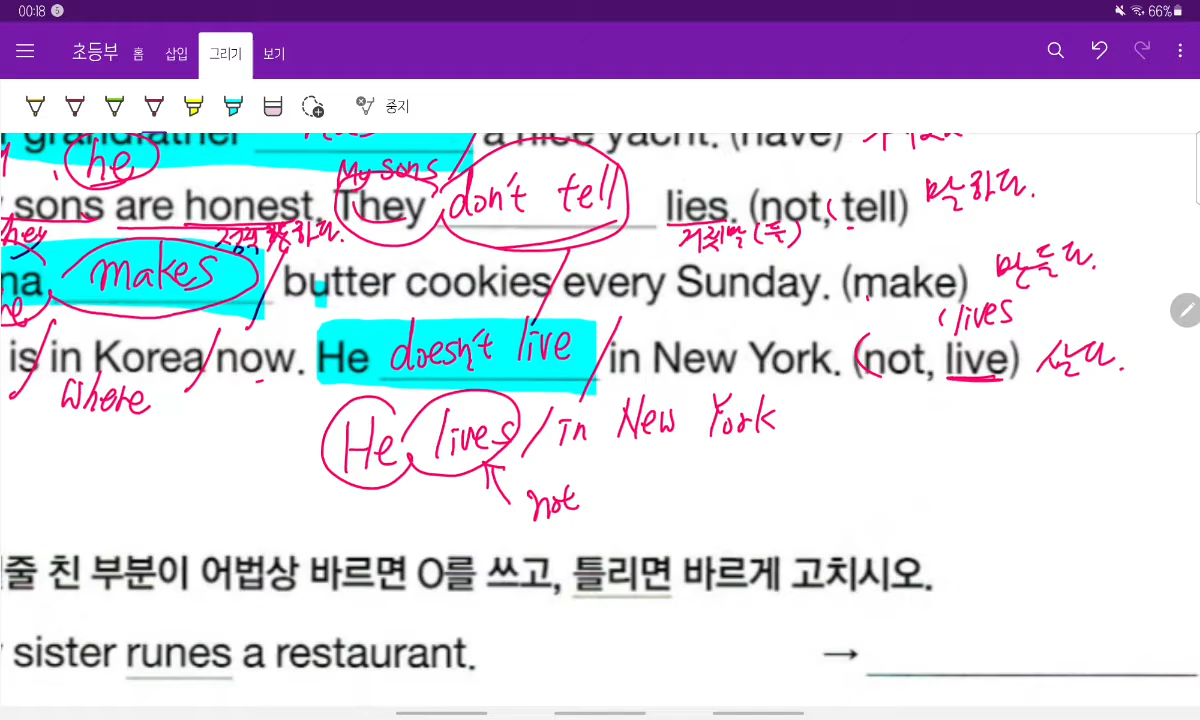 00:18 5 66%
초등부 홈 삽입 그리기 보기
중지
grandfather has a nice yacht. (have)
he My sons
sons are honest. They don't tell lies. (not, tell) 말하다.
they 정직한하다. 거짓말(들)
na makes butter cookies every Sunday. (make) 만들다.
lives
is in Korea now. He doesn't live in New York. (not, live) 살다.
where
He lives / in New York
not
줄 친 부분이 어법상 바르면 O를 쓰고, 틀리면 바르게 고치시오.
sister runes a restaurant. →